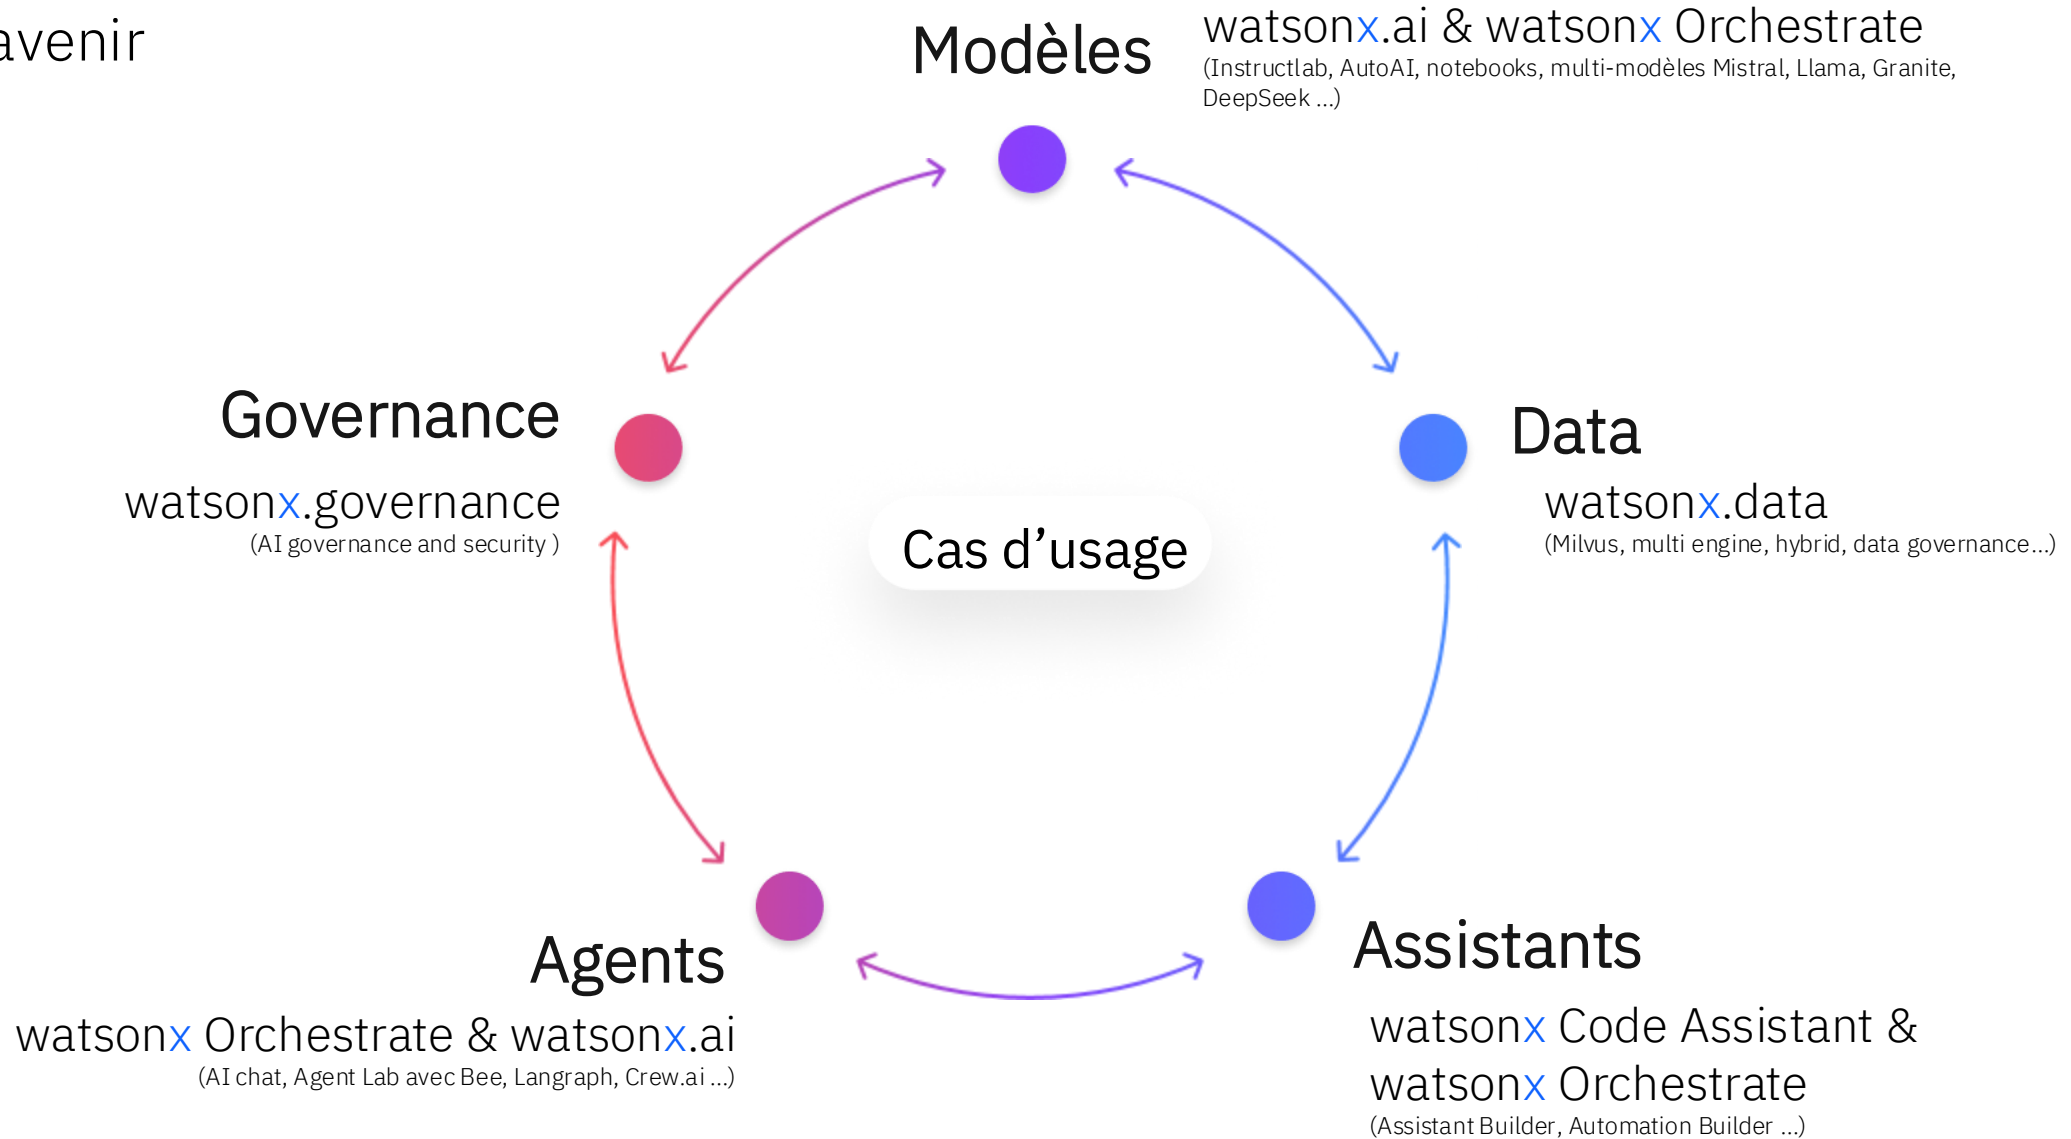 avenir
Modèles
watsonx.ai & watsonx Orchestrate
(Instructlab, AutoAI, notebooks, multi-modèles Mistral, Llama, Granite,
DeepSeek ...)
Governance
watsonx.governance
(AI governance and security )
Data
watsonx.data
(Milvus, multi engine, hybrid, data governance...)
Cas d’usage
Agents
watsonx Orchestrate & watsonx.ai
(AI chat, Agent Lab avec Bee, Langraph, Crew.ai ...)
Assistants
watsonx Code Assistant &
watsonx Orchestrate
(Assistant Builder, Automation Builder ...)